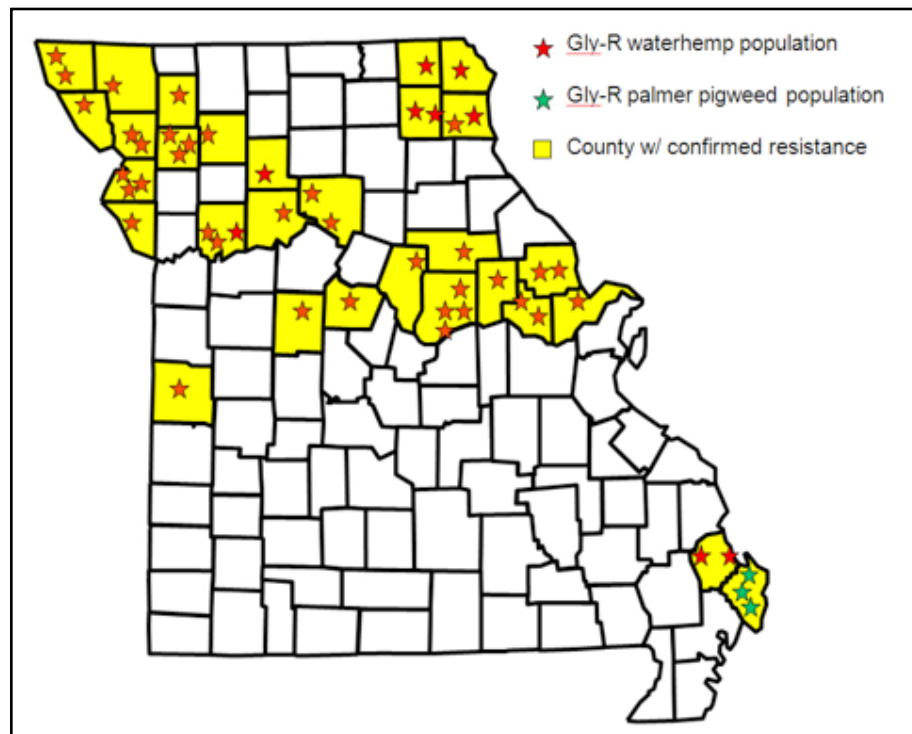 Gly-R waterhemp population
Gly-R palmer pigweed population
County w/ confirmed resistance